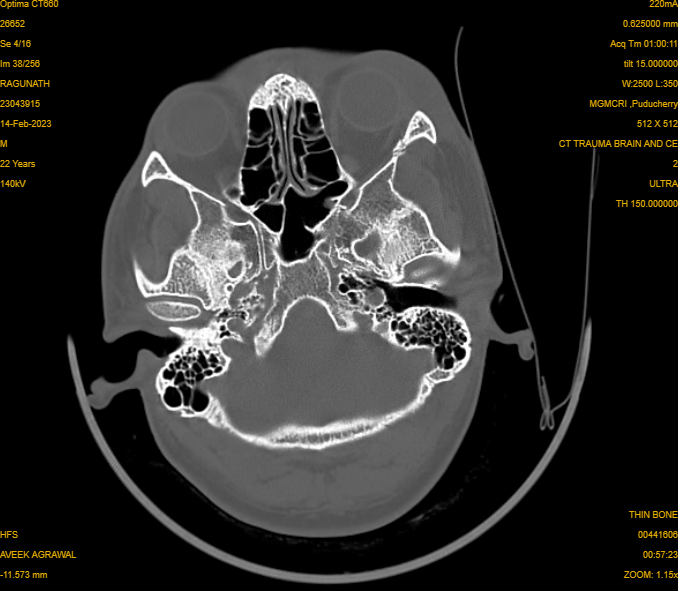 Optima CT660
26652
Se 4/16
Im 38/256
RAGUNATH
23043915
14-Feb-2023
M
22 Years
140kV
220mA
0.625000 mm
Acq Tm 01:00:11
tilt 15.000000
W:2500 L:350
MGMCRI ,Puducherry
512 X 512
CT TRAUMA BRAIN AND CE
2
ULTRA
TH 150.000000
HFS
AVEEK AGRAWAL
-11.573 mm
THIN BONE
00441606
00:57:23
ZOOM: 1.15x